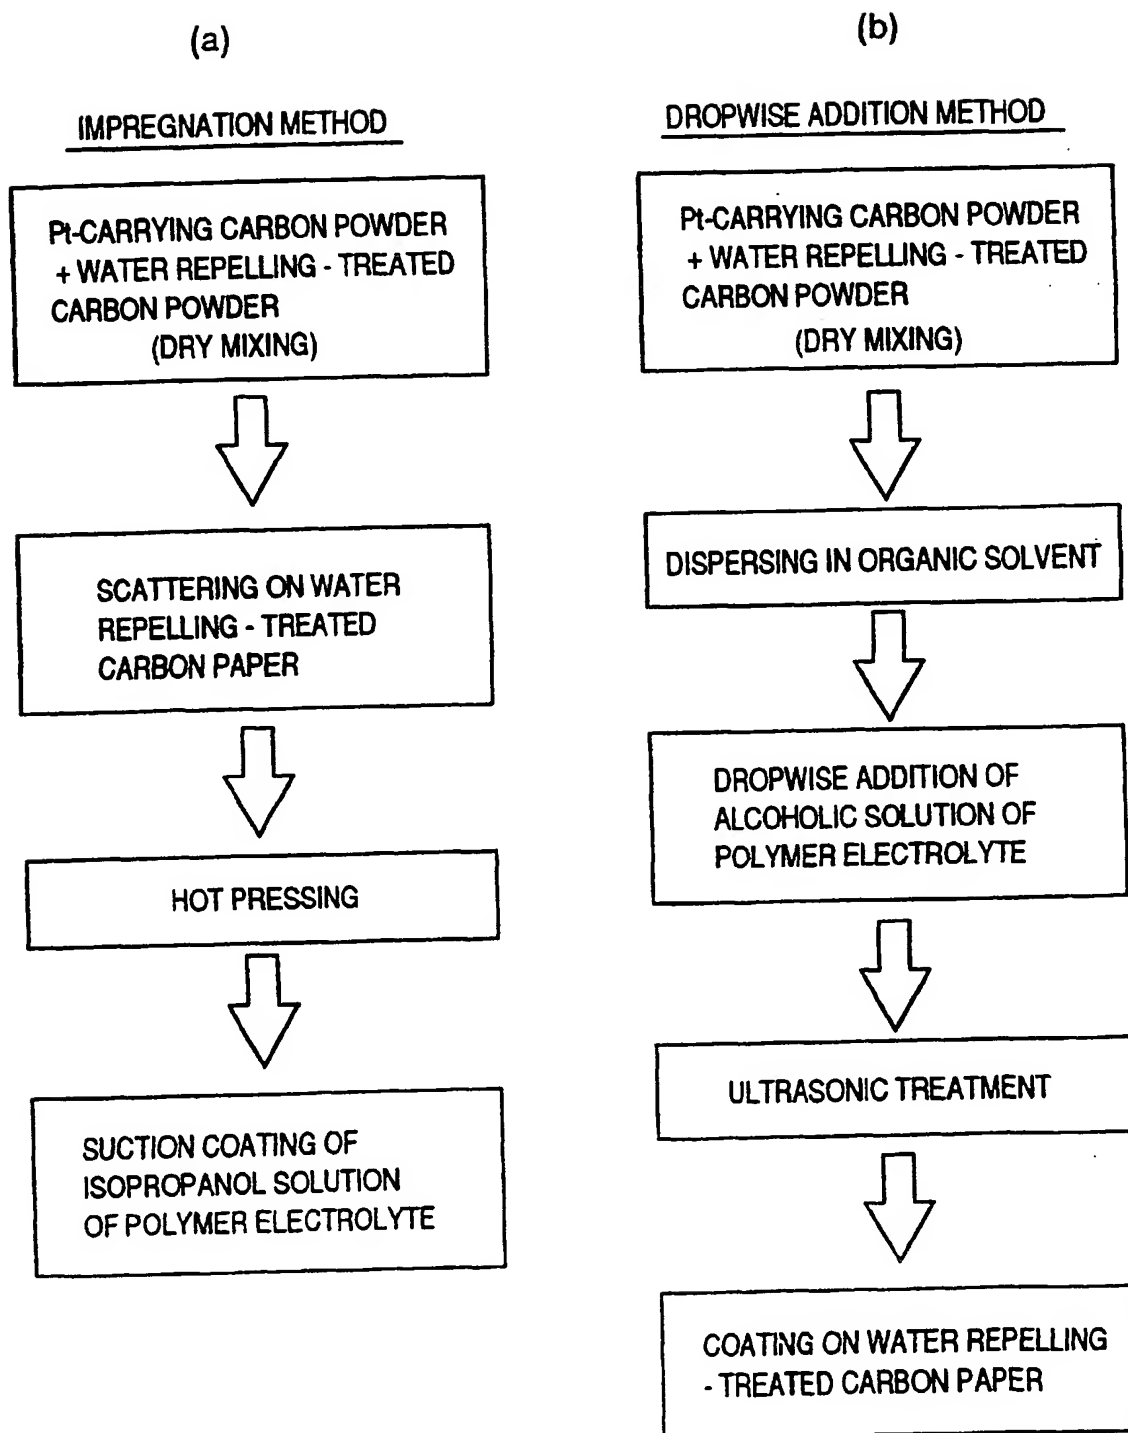 (a)
IMPREGNATION METHOD
Pt-CARRYING CARBON POWDER
+ WATER REPELLING - TREATED
CARBON POWDER
(DRY MIXING)
SCATTERING ON WATER
REPELLING - TREATED
CARBON PAPER
HOT PRESSING
SUCTION COATING OF
ISOPROPANOL SOLUTION
OF POLYMER ELECTROLYTE
(b)
DROPWISE ADDITION METHOD
Pt-CARRYING CARBON POWDER
+ WATER REPELLING - TREATED
CARBON POWDER
(DRY MIXING)
DISPERSING IN ORGANIC SOLVENT
DROPWISE ADDITION OF
ALCOHOLIC SOLUTION OF
POLYMER ELECTROLYTE
ULTRASONIC TREATMENT
COATING ON WATER REPELLING
- TREATED CARBON PAPER